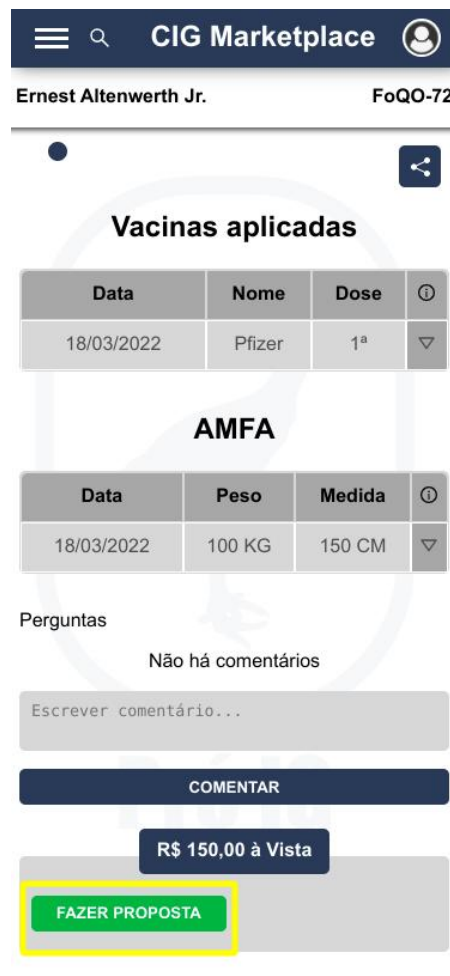 CIG Marketplace
Ernest Altenwerth Jr. FoQO-72
Vacinas aplicadas
Data Nome Dose
18/03/2022 Pfizer 1ª
AMFA
Data Peso Medida
18/03/2022 100 KG 150 CM
Perguntas
Não há comentários
Escrever comentário...
COMENTAR
R$ 150,00 à Vista
FAZER PROPOSTA